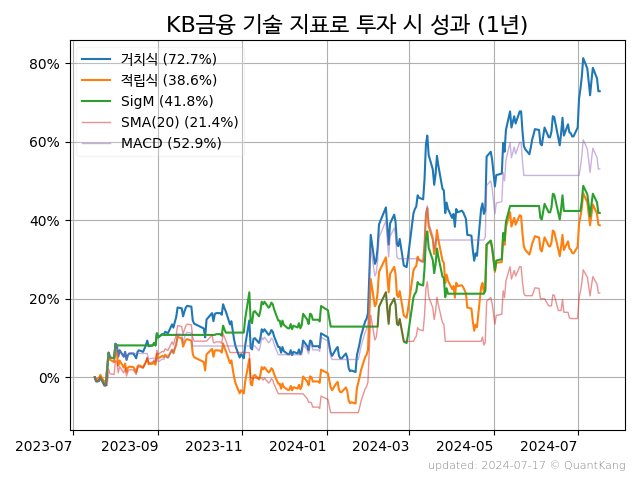 KB금융 기술 지표로 투자 시 성과 (1년)
80%
60%
40%
20%
0%
거치식 (72.7%)
적립식 (38.6%)
SigM (41.8%)
SMA(20) (21.4%)
MACD (52.9%)
2023-07
2023-09
2023-11
2024-01
2024-03
2024-05
2024-07
updated: 2024-07-17 © QuantKang